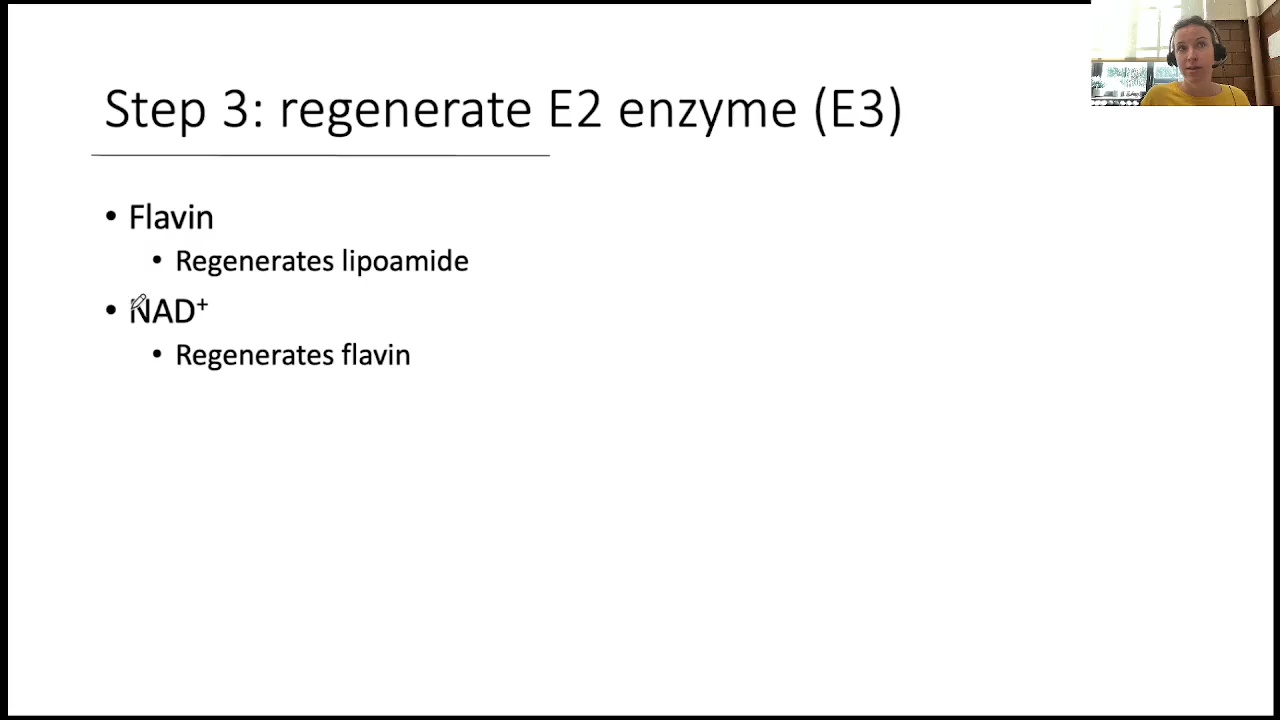 Step 3: regenerate E2 enzyme (E3)
• Flavin
• Regenerates lipoamide
• NAD⁺
• Regenerates flavin